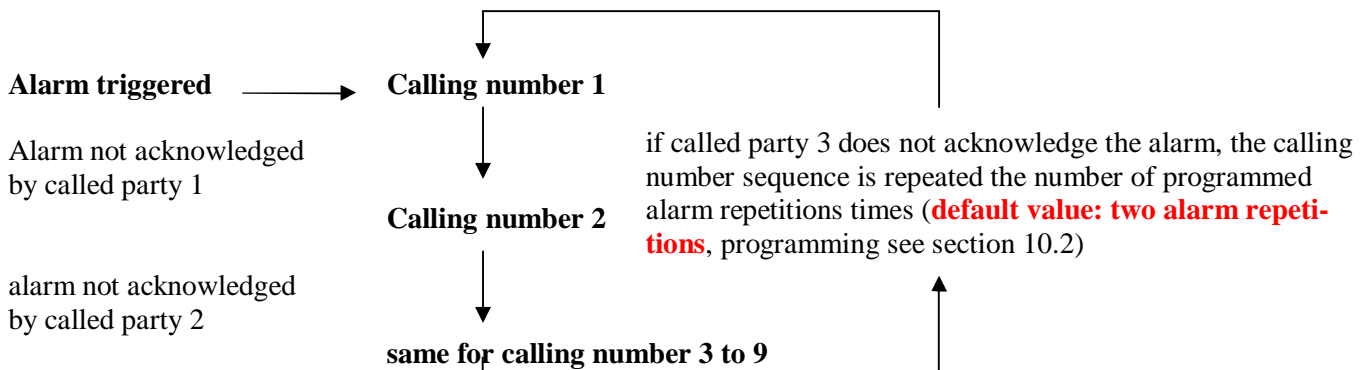 Alarm triggered
Calling number 1
Alarm not acknowledged
by called party 1
if called party 3 does not acknowledge the alarm, the calling
number sequence is repeated the number of programmed
alarm repetitions times (default value: two alarm repeti-
tions, programming see section 10.2)
Calling number 2
alarm not acknowledged
by called party 2
same for calling number 3 to 9